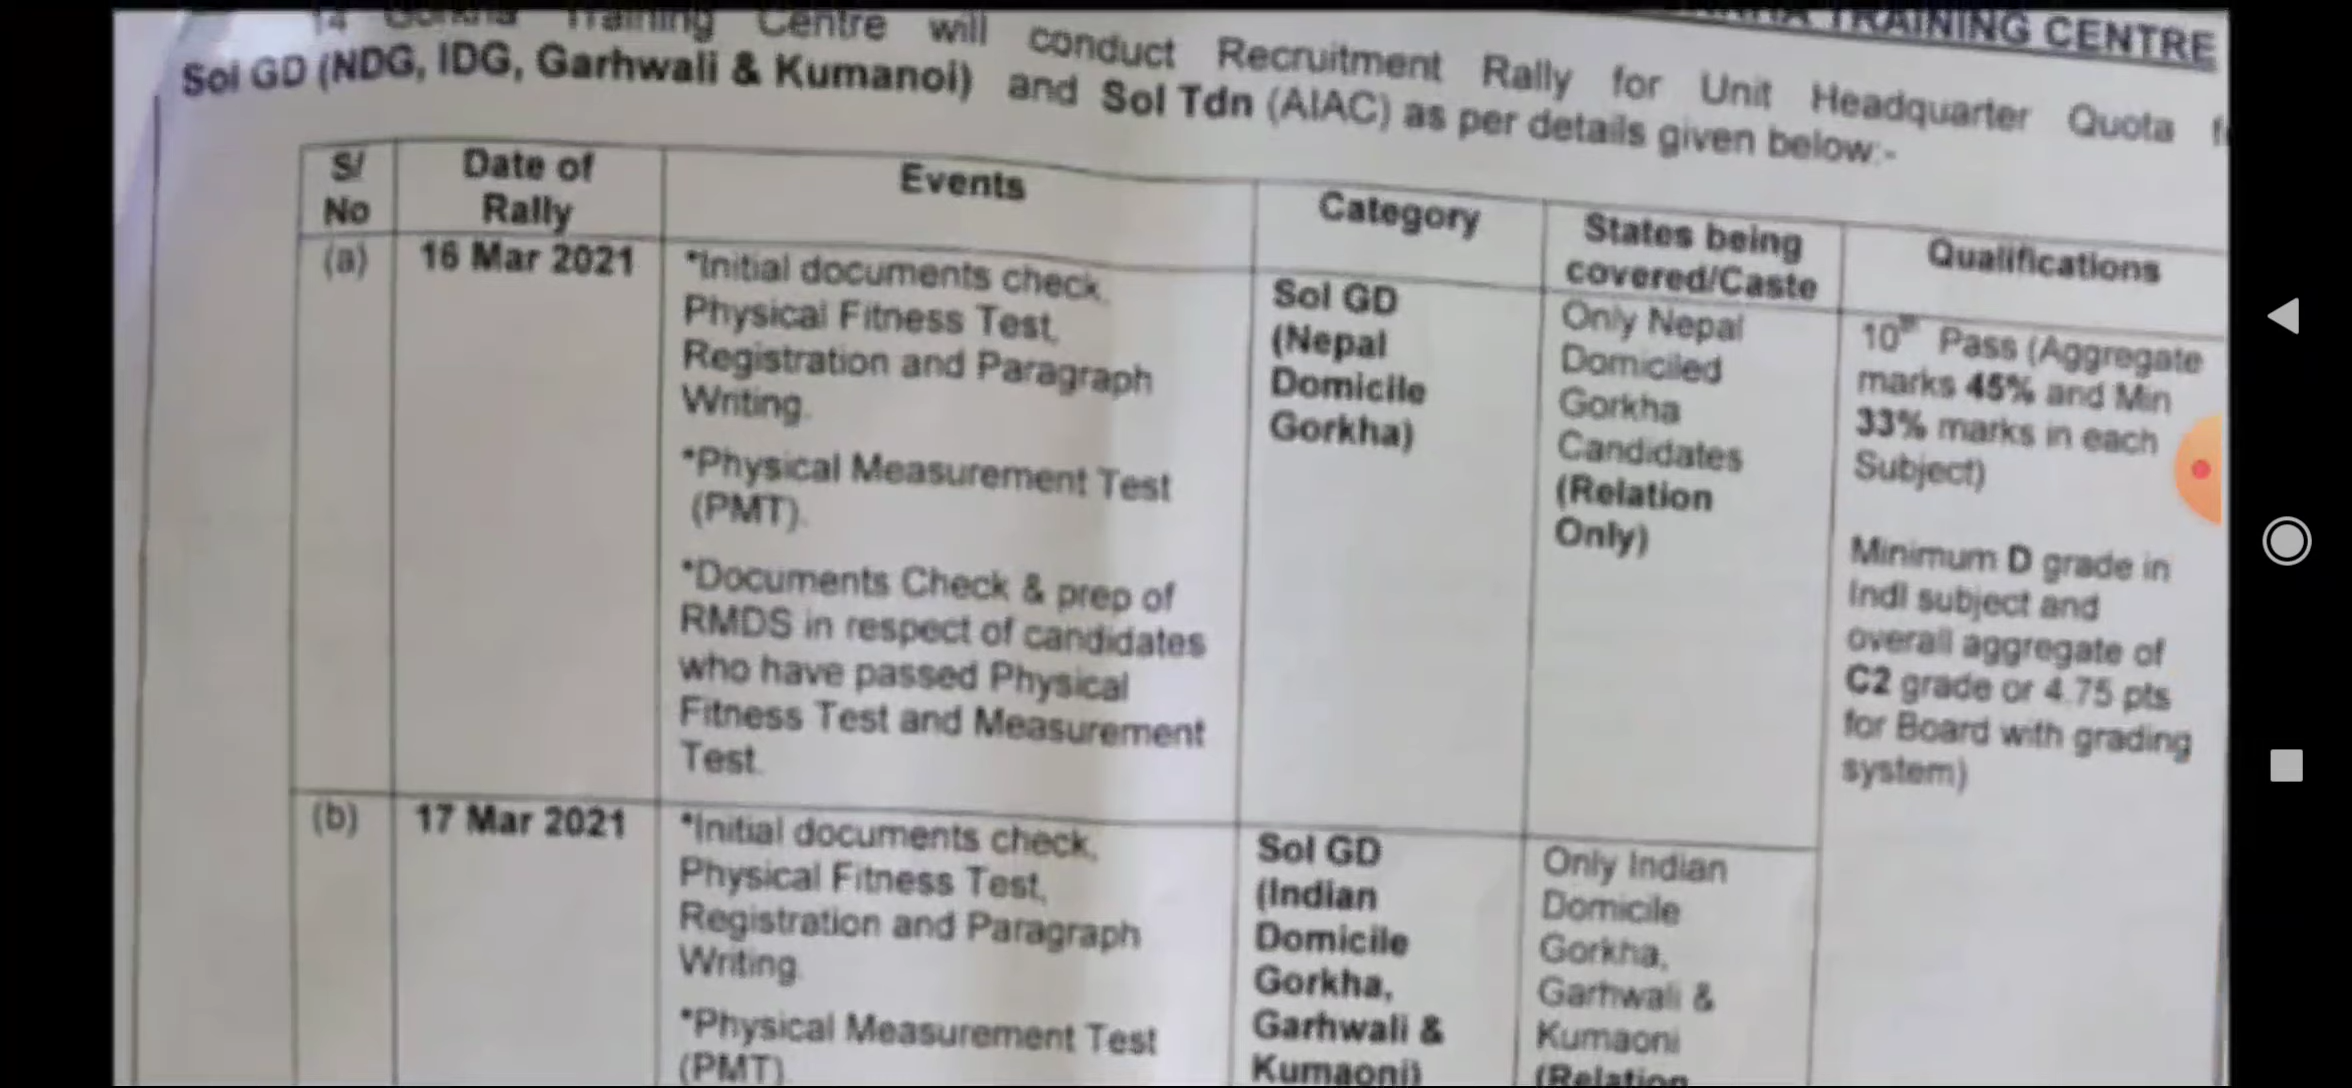 TRAINING CENTRE
14 Gorkha Training Centre will conduct Recruitment Rally for Unit Headquarter Quota
Sol GD (NDG, IDG, Garhwali & Kumanoi) and Sol Tdn (AIAC) as per details given below:-
S/
No
Date of
Rally
Events
Category
States being
covered/Caste
Qualifications
(a)
16 Mar 2021
*Initial documents check,
Physical Fitness Test,
Registration and Paragraph
Writing.
*Physical Measurement Test
(PMT).
*Documents Check & prep of
RMDS in respect of candidates
who have passed Physical
Fitness Test and Measurement
Test.
Sol GD
(Nepal
Domicile
Gorkha)
Only Nepal
Domiciled
Gorkha
Candidates
(Relation
Only)
10th Pass (Aggregate
marks 45% and Min
33% marks in each
Subject)
Minimum D grade in
Indl subject and
overall aggregate of
C2 grade or 4.75 pts
for Board with grading
system)
(b)
17 Mar 2021
*Initial documents check,
Physical Fitness Test,
Registration and Paragraph
Writing.
*Physical Measurement Test
(PMT)
Sol GD
(Indian
Domicile
Gorkha,
Garhwali &
Kumaoni)
Only Indian
Domicile
Gorkha,
Garhwali &
Kumaoni
(Relation